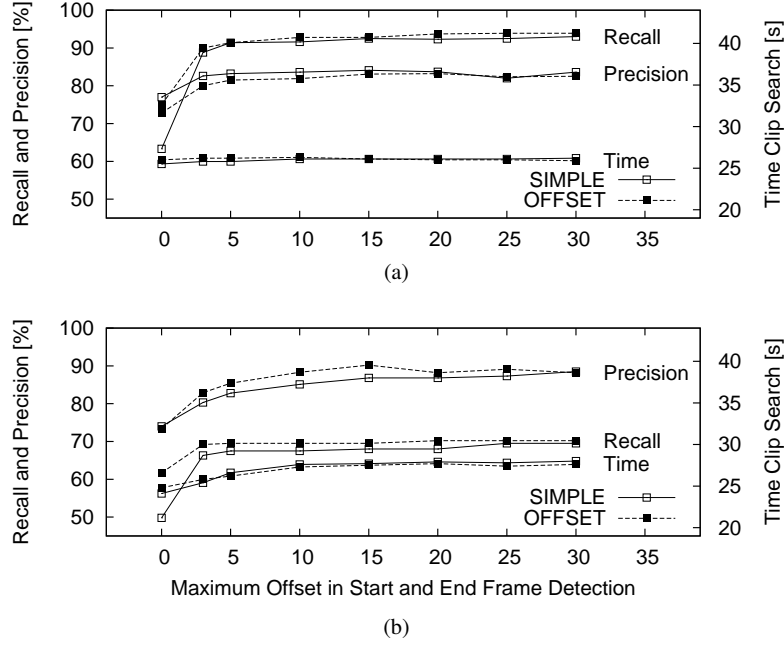 Recall and Precision [%]
100
90
80
70
60
50
0 5 10 15 20 25 30 35
40
35
30
25
20
Time Clip Search [s]
Recall
Precision
Time
SIMPLE
OFFSET
(a)
Recall and Precision [%]
100
90
80
70
60
50
0 5 10 15 20 25 30 35
40
35
30
25
20
Time Clip Search [s]
Precision
Recall
Time
SIMPLE
OFFSET
Maximum Offset in Start and End Frame Detection
(b)